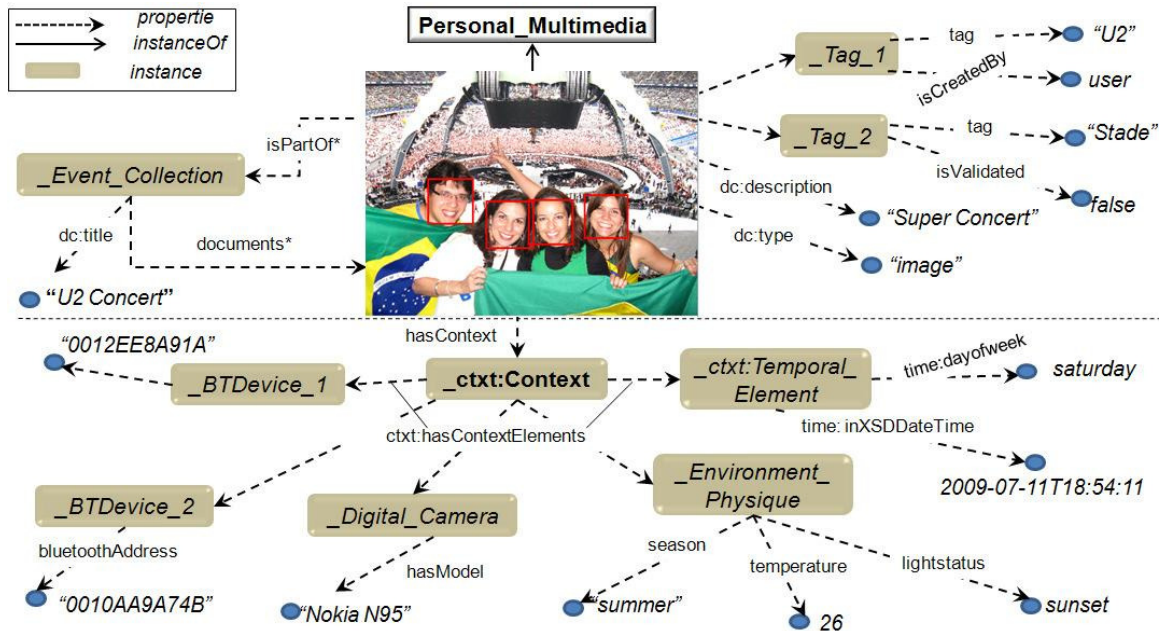 propertie
instanceOf
instance
Personal_Multimedia
_Tag_1
tag
“U2”
isCreatedBy
user
_Tag_2
tag
“Stade”
isValidated
false
isPartOf*
_Event_Collection
dc:title
documents*
“U2 Concert”
dc:description
“Super Concert”
dc:type
“image”
hasContext
“0012EE8A91A”
_BTDevice_1
_ctxt:Context
_ctxt:Temporal_
Element
time:dayofweek
saturday
ctxt:hasContextElements
time: inXSDDateTime
2009-07-11T18:54:11
_BTDevice_2
_Digital_Camera
_Environment_
Physique
bluetoothAddress
hasModel
season
temperature
lightstatus
“0010AA9A74B”
“Nokia N95”
“summer”
26
sunset